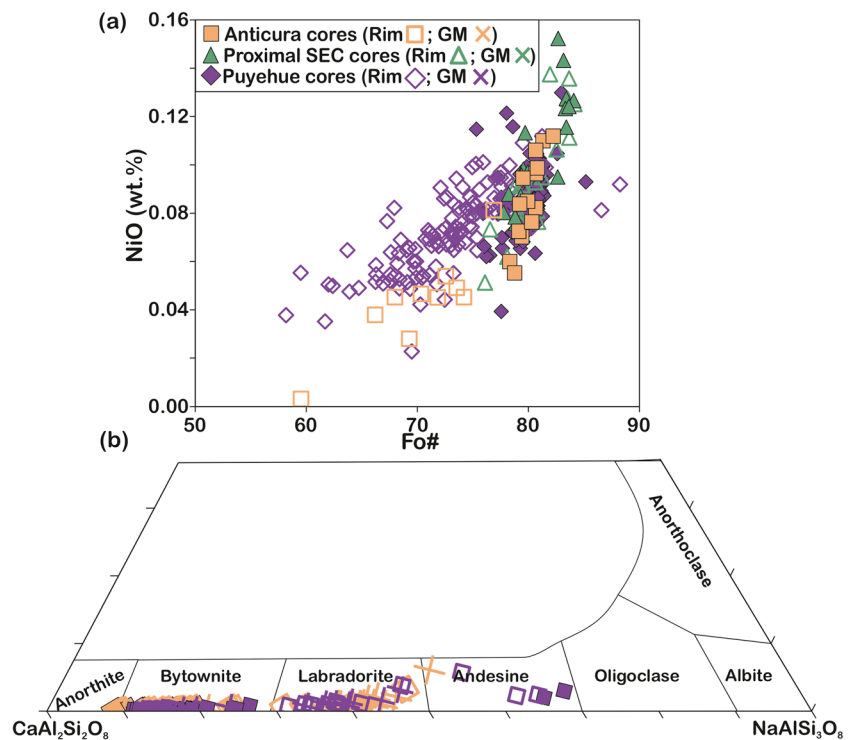 (a)
0.16
0.12
0.08
0.04
0.00
NiO (wt.%)
Anticura cores (Rim ; GM )
Proximal SEC cores (Rim ; GM )
Puyehue cores (Rim ; GM )
50 60 70 80 90
Fo#
(b)
Anorthoclase
Anorthite Bytownite Labradorite Andesine Oligoclase Albite
CaAl₂Si₂O₈ NaAlSi₃O₈